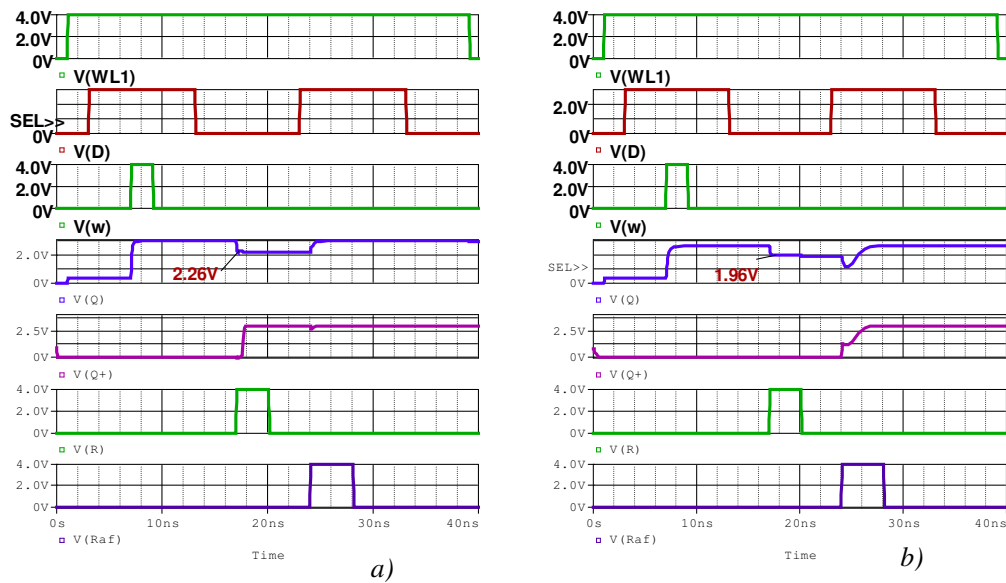 4.0V
2.0V
0V
V(WL1)
SEL>>
0V
V(D)
4.0V
2.0V
0V
V(w)
2.0V
2.26V
0V
V(Q)
2.5V
0V
V(Q+)
4.0V
2.0V
0V
V(R)
4.0V
2.0V
0V
0s 10ns 20ns 30ns 40ns
V(Raf)
Time
a)
4.0V
2.0V
0V
V(WL1)
2.0V
0V
V(D)
4.0V
2.0V
0V
V(w)
SEL>>
1.96V
0V
V(Q)
2.5V
0V
V(Q+)
4.0V
2.0V
0V
V(R)
4.0V
2.0V
0V
0s 10ns 20ns 30ns 40ns
V(Raf)
Time
b)